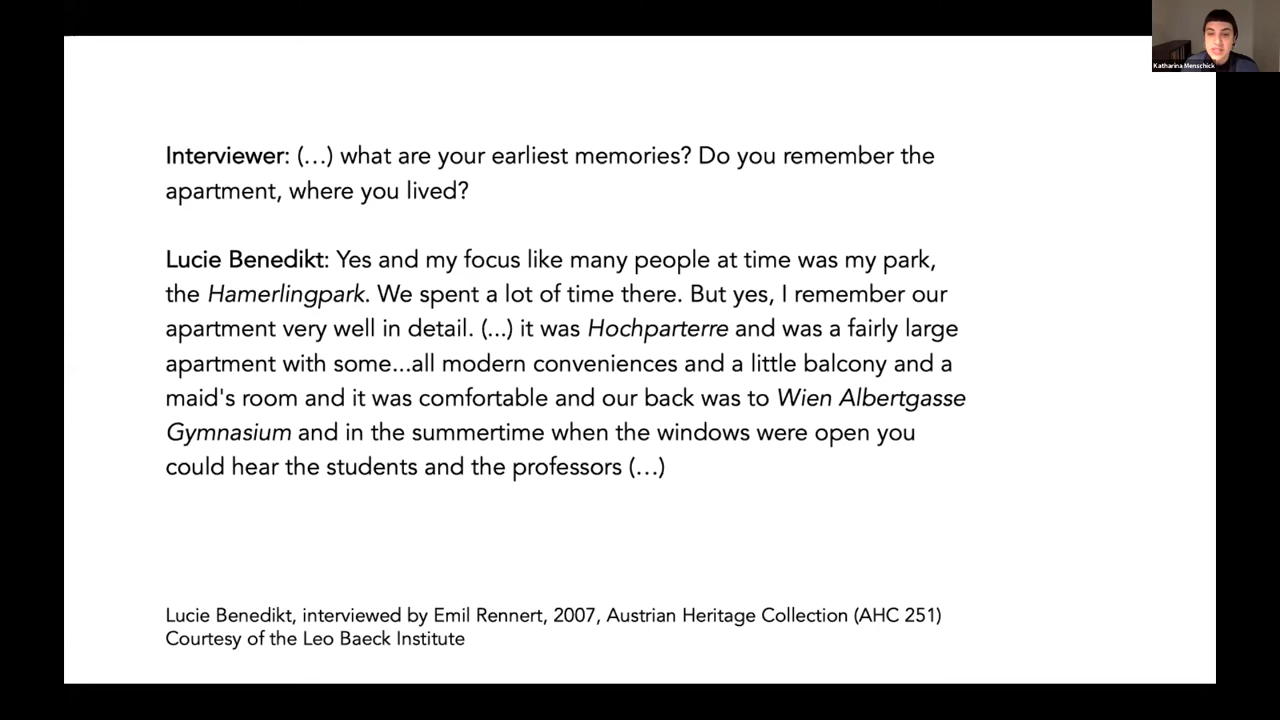 Katharina Menschick
Interviewer: (…) what are your earliest memories? Do you remember the
apartment, where you lived?
Lucie Benedikt: Yes and my focus like many people at time was my park,
the Hamerlingpark. We spent a lot of time there. But yes, I remember our
apartment very well in detail. (...) it was Hochparterre and was a fairly large
apartment with some...all modern conveniences and a little balcony and a
maid's room and it was comfortable and our back was to Wien Albertgasse
Gymnasium and in the summertime when the windows were open you
could hear the students and the professors (…)
Lucie Benedikt, interviewed by Emil Rennert, 2007, Austrian Heritage Collection (AHC 251)
Courtesy of the Leo Baeck Institute